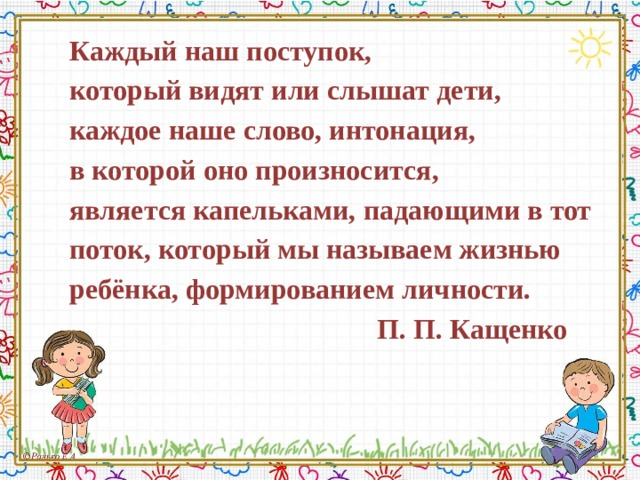 Каждый наш поступок,
который видят или слышат дети,
каждое наше слово, интонация,
в которой оно произносится,
является капельками, падающими в тот
поток, который мы называем жизнью
ребёнка, формированием личности.
П. П. Кащенко